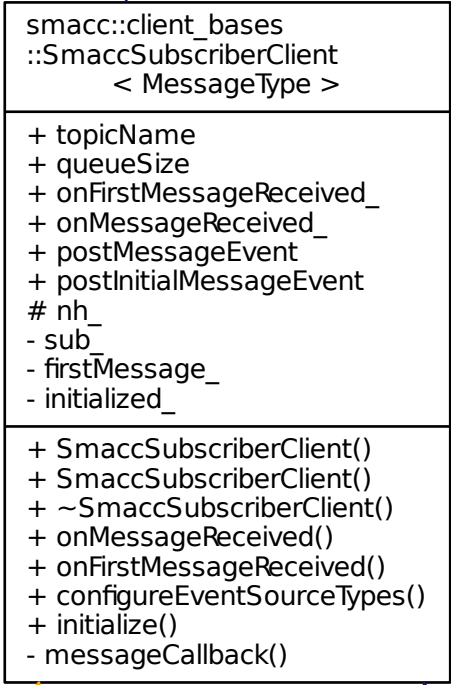 smacc::client_bases
::SmaccSubscriberClient
< MessageType >
+ topicName
+ queueSize
+ onFirstMessageReceived_
+ onMessageReceived_
+ postMessageEvent
+ postInitialMessageEvent
# nh_
- sub_
- firstMessage_
- initialized_
+ SmaccSubscriberClient()
+ SmaccSubscriberClient()
+ ~SmaccSubscriberClient()
+ onMessageReceived()
+ onFirstMessageReceived()
+ configureEventSourceTypes()
+ initialize()
- messageCallback()